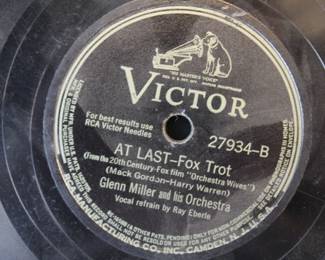 "HIS MASTER'S VOICE"
VICTOR
For best results use
RCA Victor Needles
27934-B
AT LAST-Fox Trot
(From the 20th Century-Fox film "Orchestra Wives")
(Mack Gordon-Harry Warren)
Glenn Miller and his Orchestra
Vocal refrain by Ray Eberle
RCA MANUFACTURING CO., INC., CAMDEN, N. J., U. S. A.